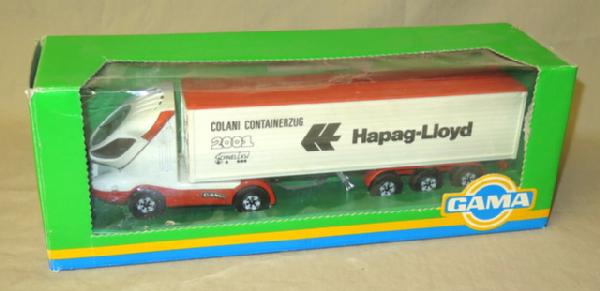 COLANI CONTAINERZUG
2001
Hapag-Lloyd
GAMA